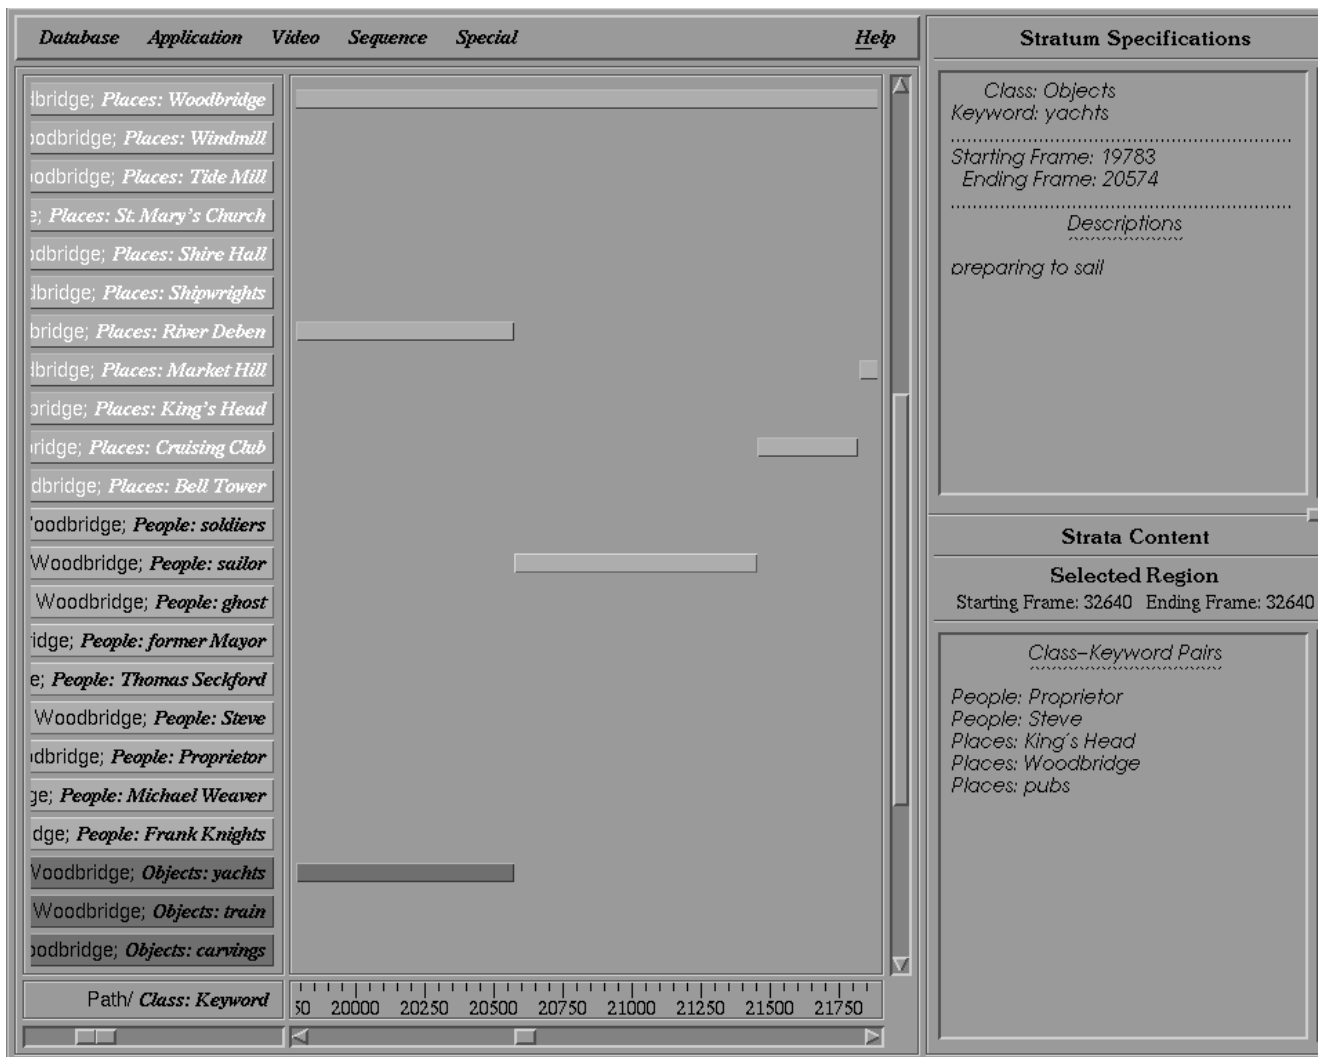 Database Application Video Sequence Special Help
lbridge; Places: Woodbridge
oodbridge; Places: Windmill
oodbridge; Places: Tide Mill
e; Places: St. Mary's Church
odbridge; Places: Shire Hall
lbridge; Places: Shipwrights
bridge; Places: River Deben
lbridge; Places: Market Hill
bridge; Places: King's Head
ridge; Places: Cruising Club
dbridge; Places: Bell Tower
oodbridge; People: soldiers
Woodbridge; People: sailor
Woodbridge; People: ghost
idge; People: former Mayor
e; People: Thomas Seckford
Woodbridge; People: Steve
dbridge; People: Proprietor
ge; People: Michael Weaver
dge; People: Frank Knights
Woodbridge; Objects: yachts
Woodbridge; Objects: train
oodbridge; Objects: carvings
Path/ Class: Keyword
50 20000 20250 20500 20750 21000 21250 21500 21750
Stratum Specifications
Class: Objects
Keyword: yachts
Starting Frame: 19783
Ending Frame: 20574
Descriptions
preparing to sail
Strata Content
Selected Region
Starting Frame: 32640 Ending Frame: 32640
Class-Keyword Pairs
People: Proprietor
People: Steve
Places: King's Head
Places: Woodbridge
Places: pubs